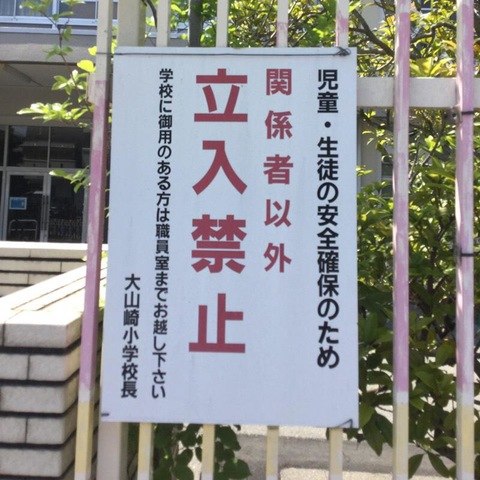 児童・生徒の安全確保のため
関係者以外
立入禁止
学校に御用のある方は職員室までお越し下さい
大山崎小学校長